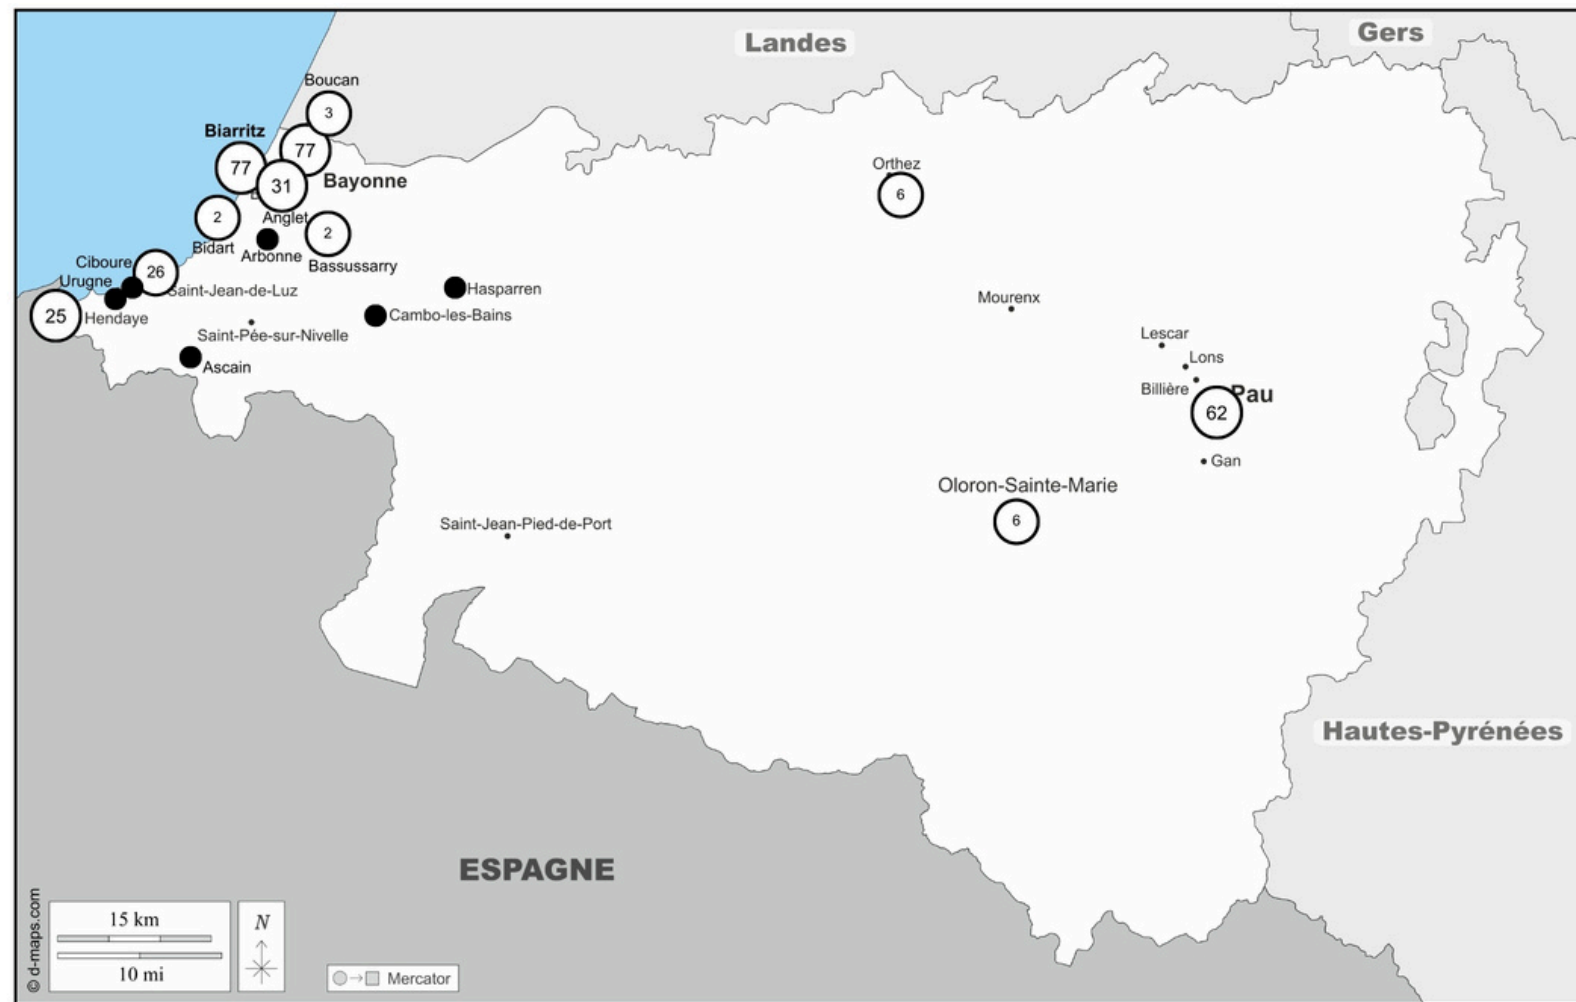 Landes
Gers
Boucan
3
Biarritz
77
77
31
Bayonne
Orthez
6
2
Anglet
2
Bidart
Arbonne
Bassussarry
Ciboure
26
Urugne
Saint-Jean-de-Luz
Hasparren
25
Hendaye
Cambo-les-Bains
Mourenx
Saint-Pée-sur-Nivelle
Ascain
Lescar
Lons
Billière
Pau
62
Gan
Oloron-Sainte-Marie
6
Saint-Jean-Pied-de-Port
Hautes-Pyrénées
ESPAGNE
© d-maps.com
15 km
10 mi
N
Mercator